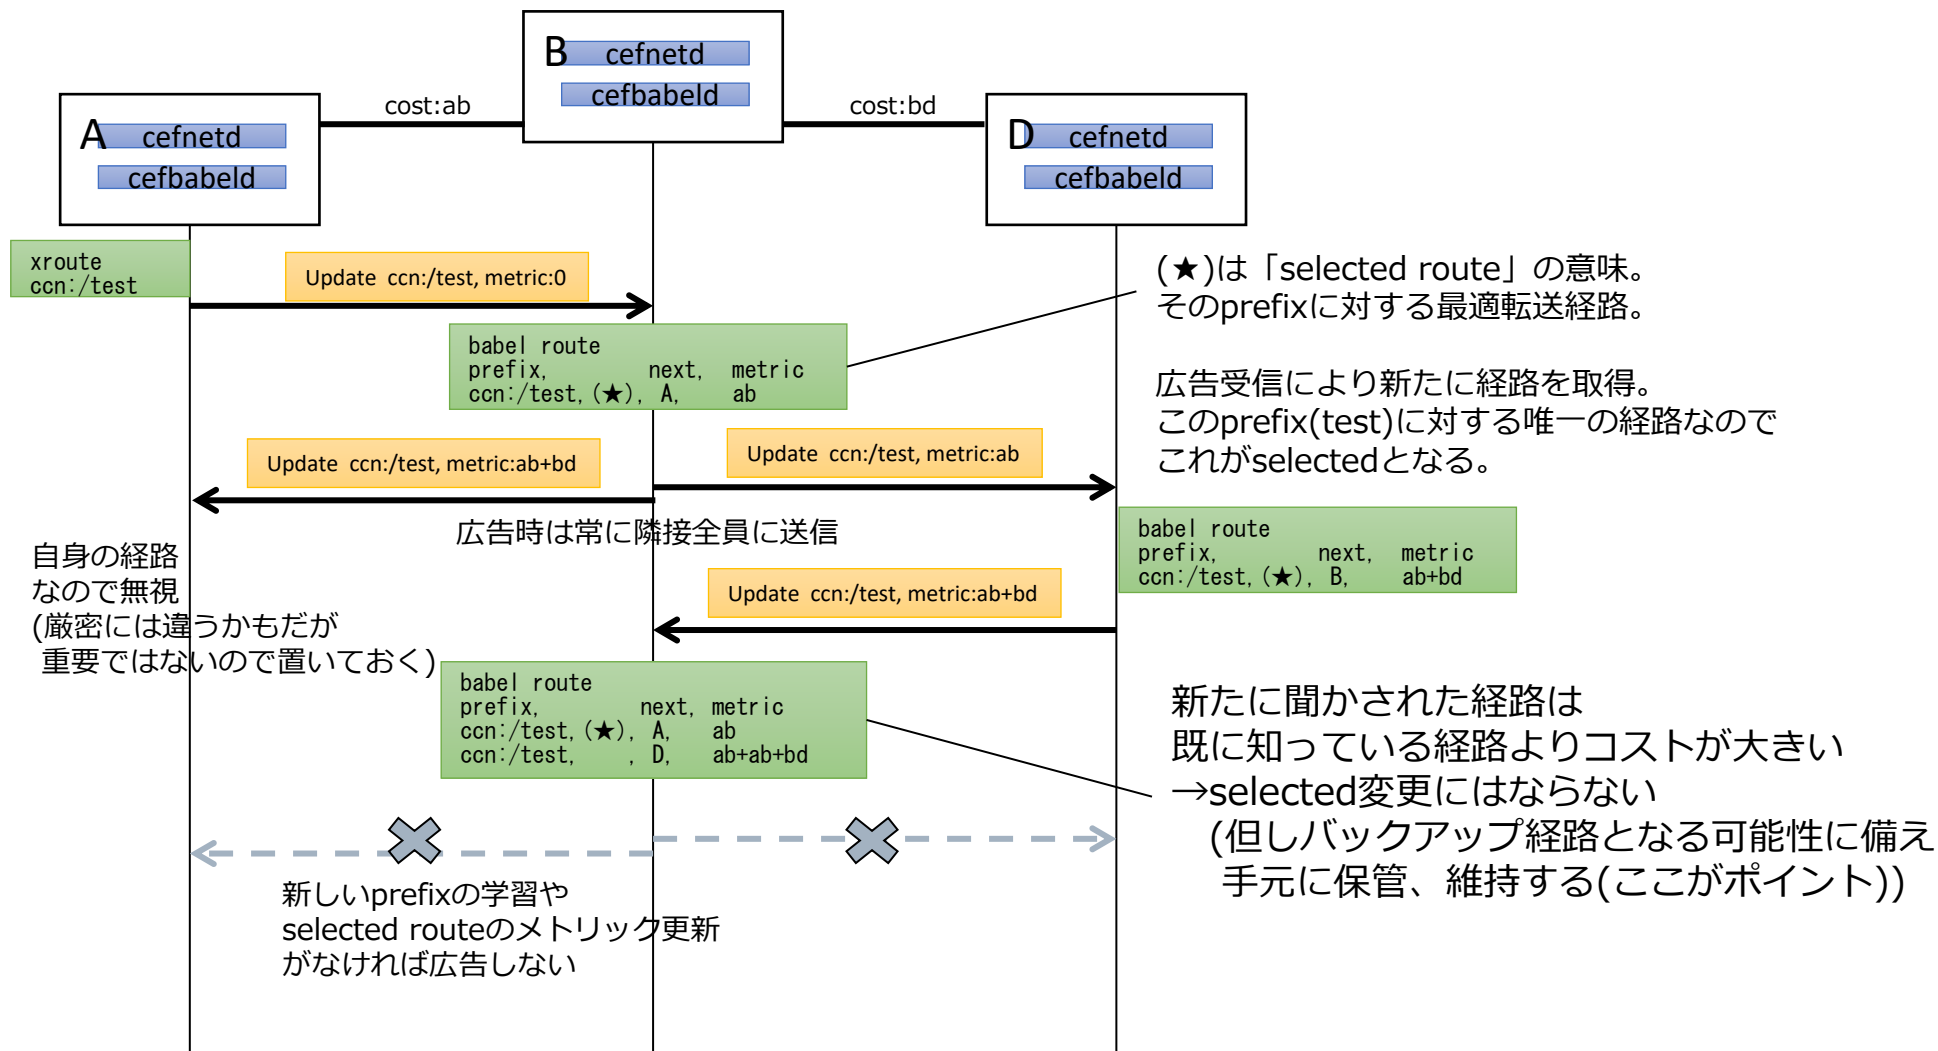 B
cefnetd
cefbabeld
cost:ab
cost:bd
A
cefnetd
cefbabeld
D
cefnetd
cefbabeld
xroute
ccn:/test
Update ccn:/test, metric:0
(★)は「selected route」の意味。
そのprefixに対する最適転送経路。
babel route
prefix, next, metric
ccn:/test,(★), A, ab
広告受信により新たに経路を取得。
このprefix(test)に対する唯一の経路なので
これがselectedとなる。
Update ccn:/test, metric:ab+bd
Update ccn:/test, metric:ab
広告時は常に隣接全員に送信
babel route
prefix, next, metric
ccn:/test,(★), B, ab+bd
自身の経路
なので無視
(厳密には違うかもだが
重要ではないので置いておく)
Update ccn:/test, metric:ab+bd
babel route
prefix, next, metric
ccn:/test,(★), A, ab
ccn:/test, , D, ab+ab+bd
新たに聞かされた経路は
既に知っている経路よりコストが大きい
→selected変更にはならない
(但しバックアップ経路となる可能性に備え
手元に保管、維持する(ここがポイント))
新しいprefixの学習や
selected routeのメトリック更新
がなければ広告しない